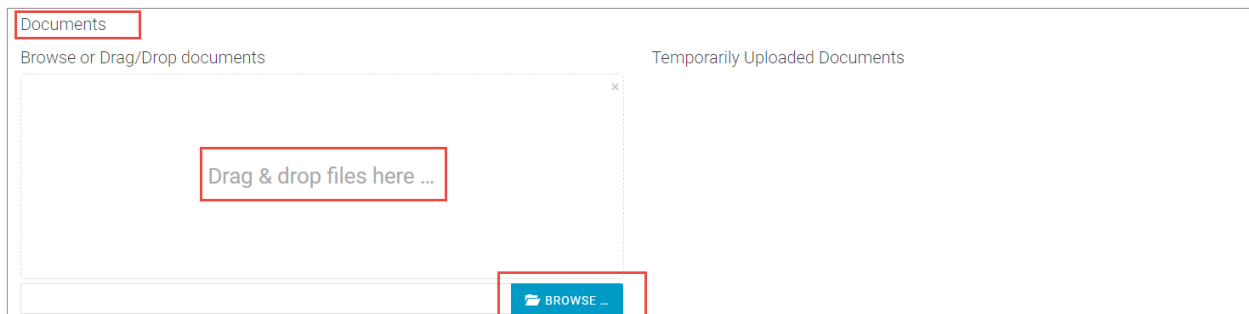 Documents
Browse or Drag/Drop documents
Temporarily Uploaded Documents
×
Drag & drop files here ...
BROWSE ...